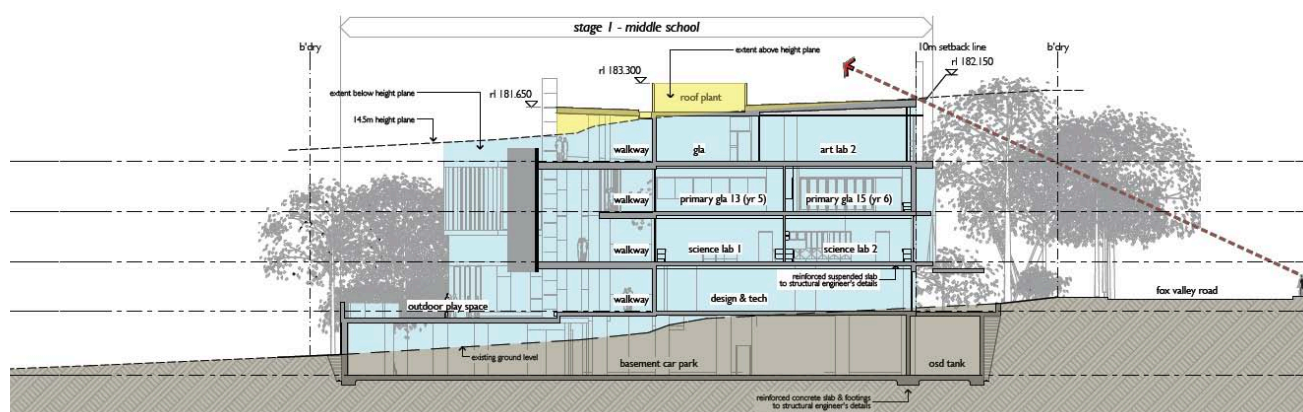 stage 1 - middle school
b'dry
extent above height plane
10m setback line
b'dry
rl 183.300
rl 182.150
extent below height plane
rl 181.650
roof plant
14.5m height plane
walkway
gla
art lab 2
walkway
primary gla 13 (yr 5)
primary gla 15 (yr 6)
walkway
science lab 1
science lab 2
reinforced suspended slab
to structural engineer's details
fox valley road
outdoor play space
walkway
design & tech
existing ground level
basement car park
osd tank
reinforced concrete slab & footings
to structural engineer's details